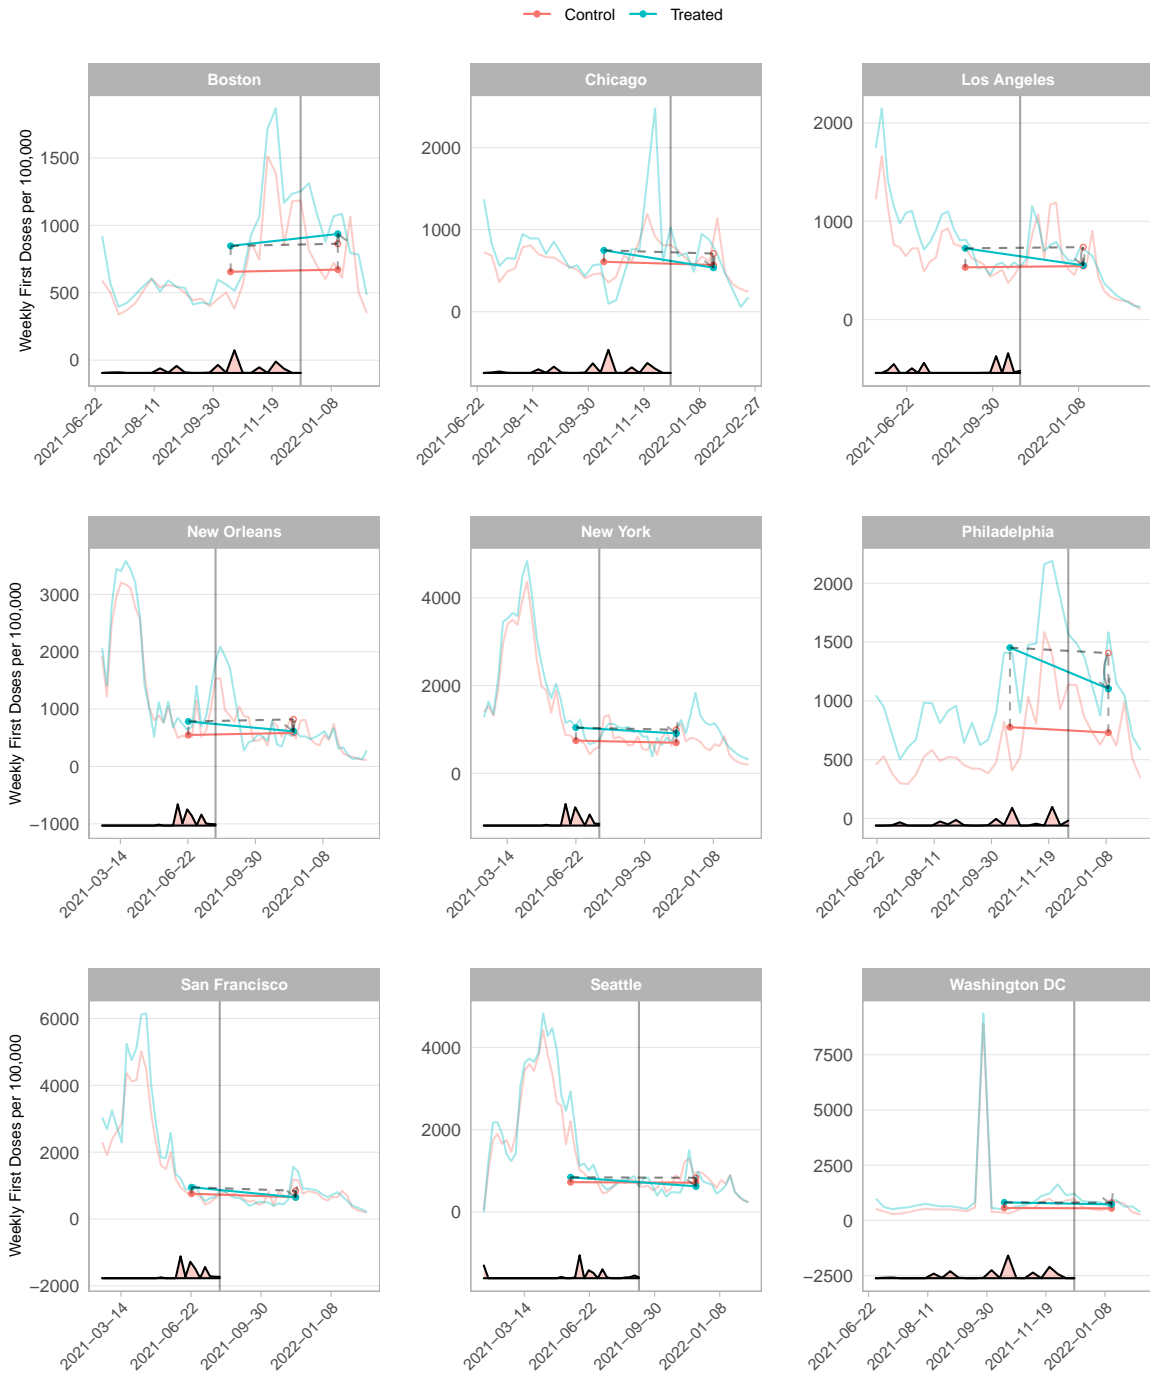 Control Treated
Boston Chicago Los Angeles
Weekly First Doses per 100,000
1500
1000
500
0
2021−06−22 2021−08−11 2021−09−30 2021−11−19 2022−01−08
2000
1000
0
2021−06−22 2021−08−11 2021−09−30 2021−11−19 2022−01−08 2022−02−27
2000
1000
0
2021−06−22 2021−09−30 2022−01−08
New Orleans New York Philadelphia
Weekly First Doses per 100,000
3000
2000
1000
0
−1000
2021−03−14 2021−06−22 2021−09−30 2022−01−08
4000
2000
0
2021−03−14 2021−06−22 2021−09−30 2022−01−08
2000
1500
1000
500
0
2021−06−22 2021−08−11 2021−09−30 2021−11−19 2022−01−08
San Francisco Seattle Washington DC
Weekly First Doses per 100,000
6000
4000
2000
0
−2000
2021−03−14 2021−06−22 2021−09−30 2022−01−08
4000
2000
0
2021−03−14 2021−06−22 2021−09−30 2022−01−08
7500
5000
2500
0
−2500
2021−06−22 2021−08−11 2021−09−30 2021−11−19 2022−01−08